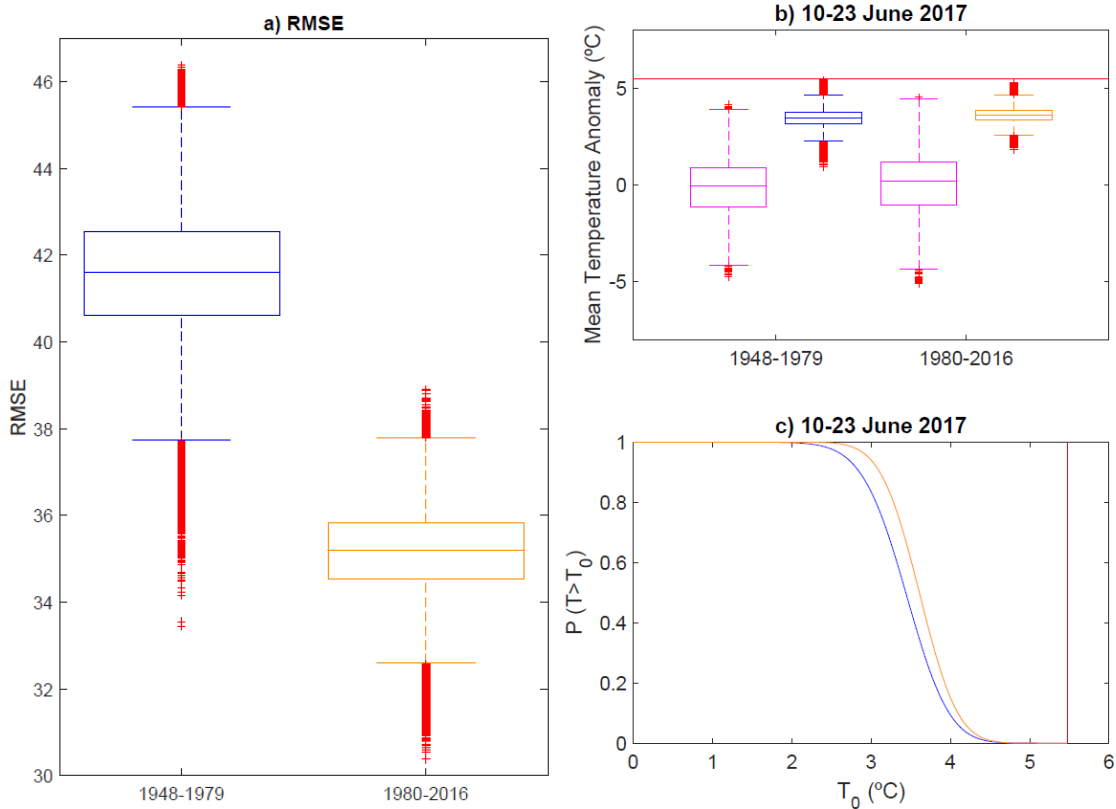 a) RMSE
46
44
42
40
38
36
34
32
30
RMSE
1948-1979
1980-2016
b) 10-23 June 2017
5
0
-5
Mean Temperature Anomaly (ºC)
1948-1979
1980-2016
c) 10-23 June 2017
1
0.8
0.6
0.4
0.2
0
P (T>T0)
0 1 2 3 4 5 6
T0 (ºC)